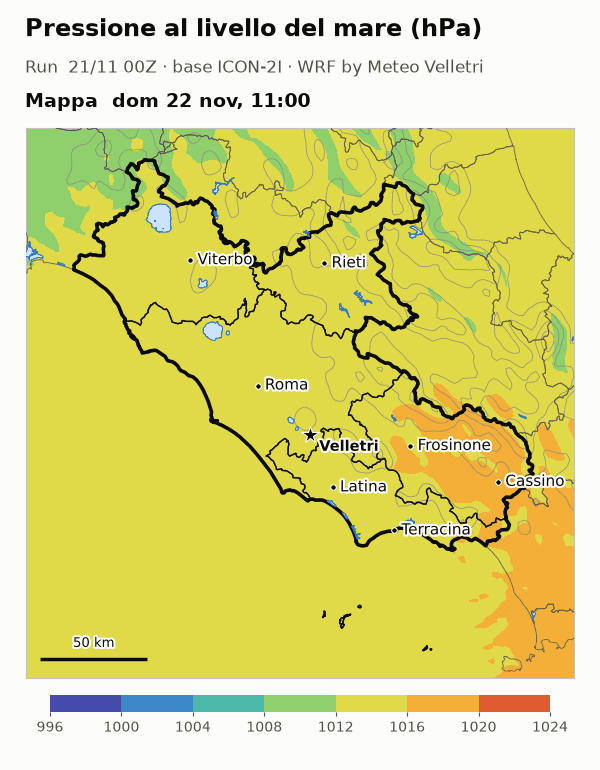 Pressione al livello del mare (hPa)
Run 21/11 00Z · base ICON-2I · WRF by Meteo Velletri
Mappa dom 22 nov, 11:00
Viterbo
Rieti
Roma
Velletri
Frosinone
Cassino
Latina
Terracina
50 km
996 1000 1004 1008 1012 1016 1020 1024